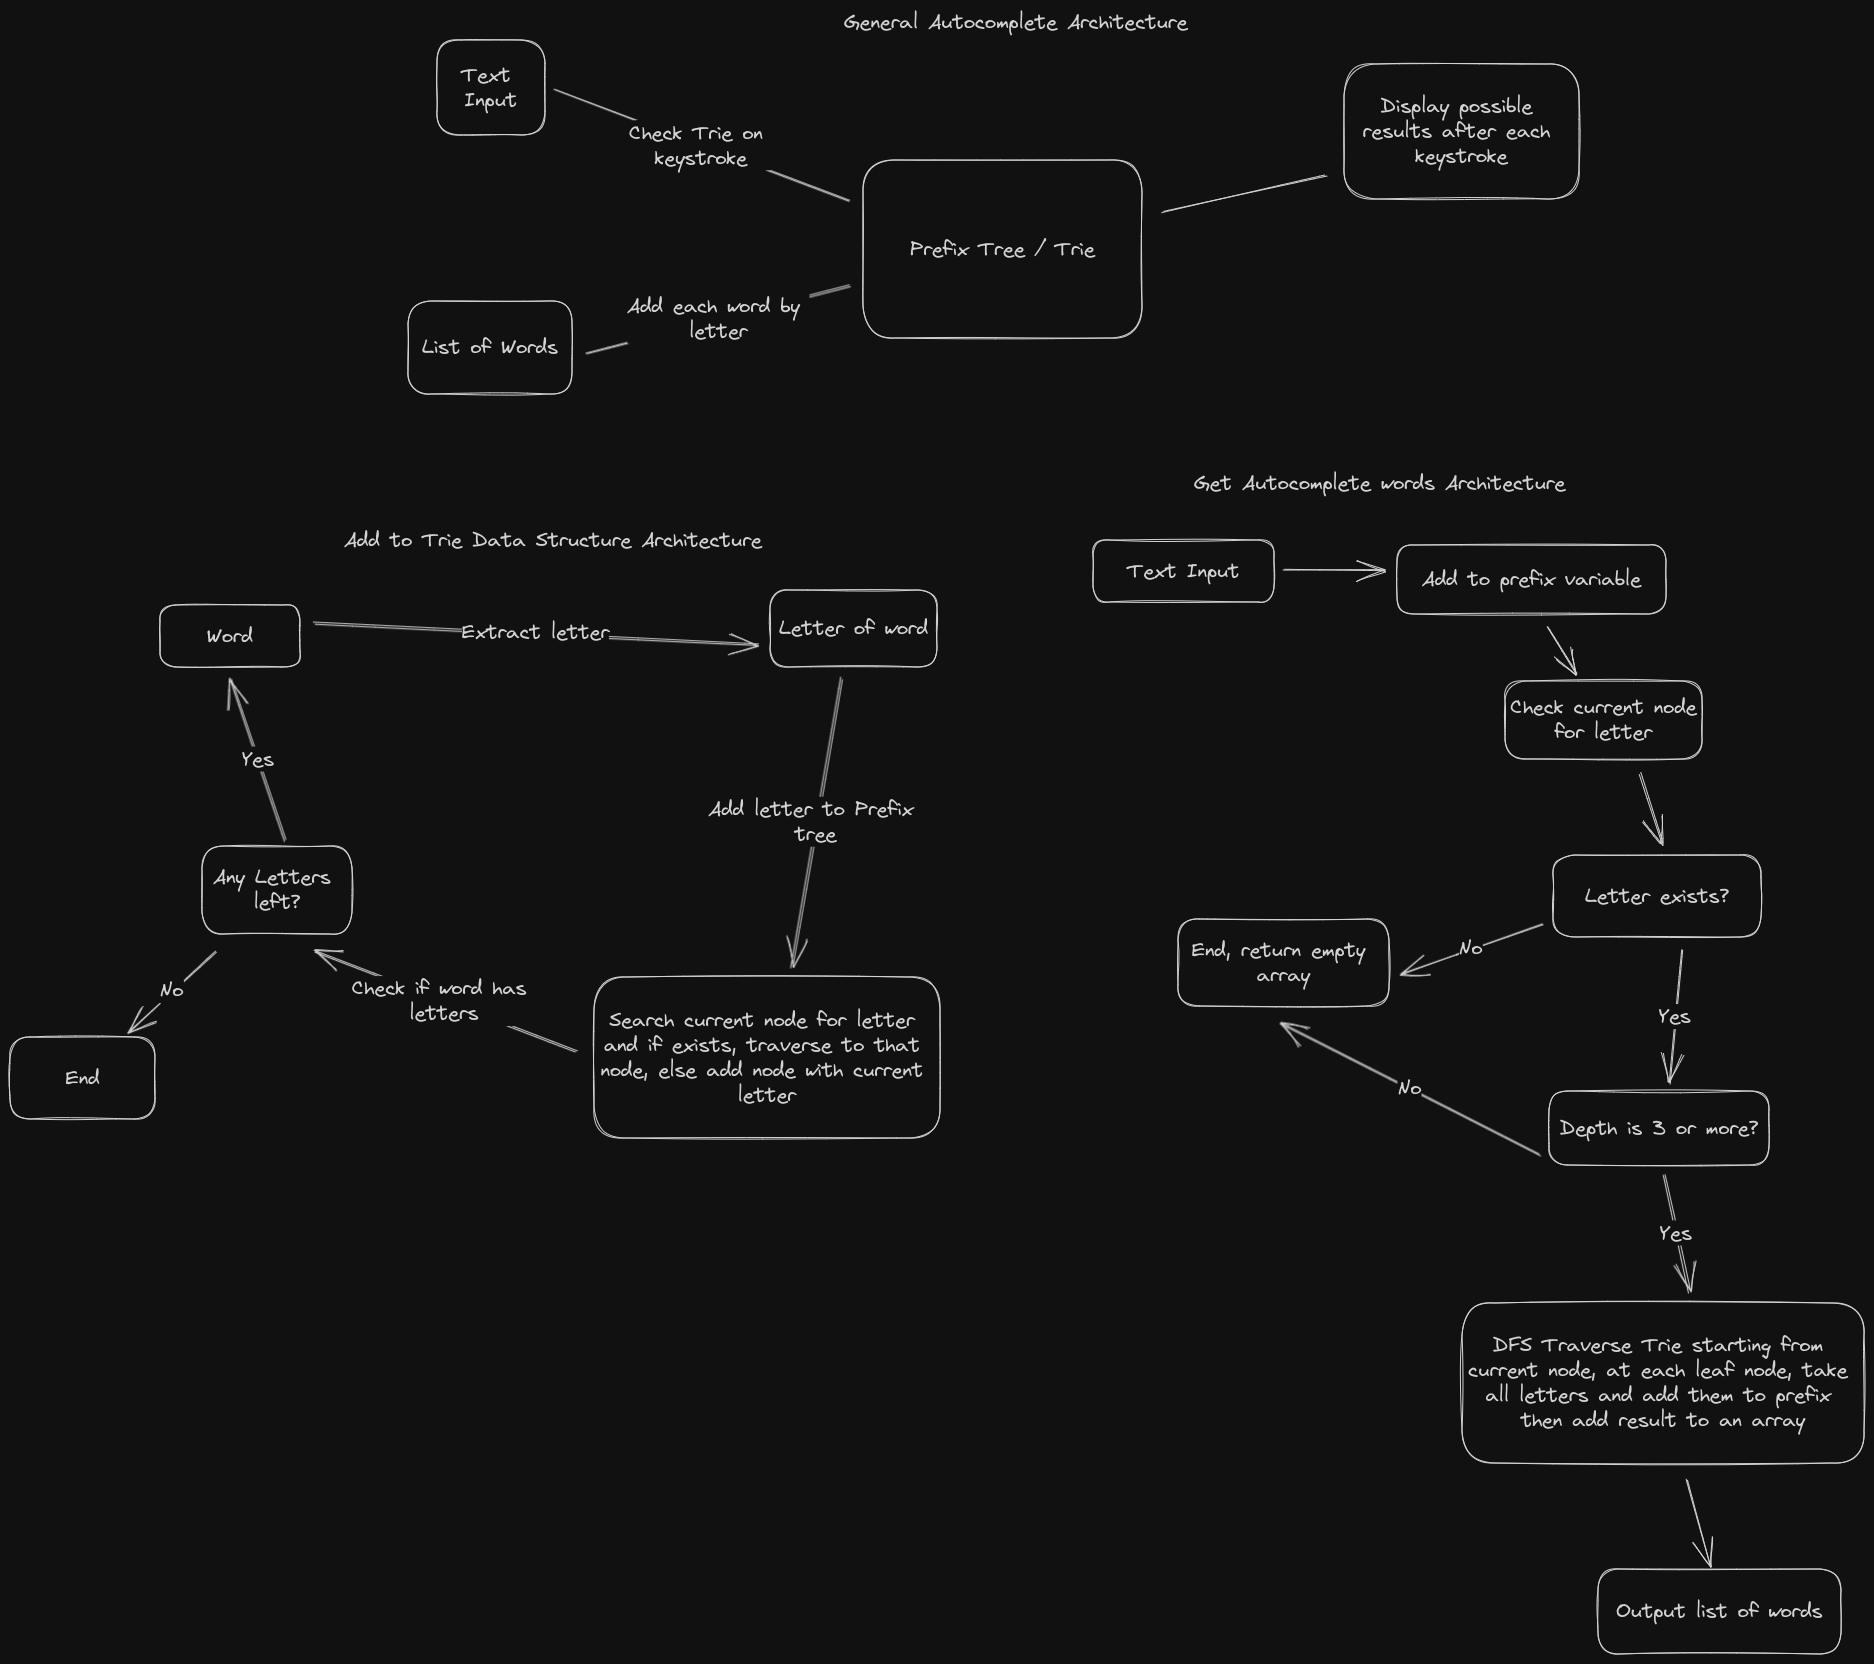 General Autocomplete Architecture
Text
Input
Check Trie on
keystroke
Display possible
results after each
keystroke
Prefix Tree / Trie
Add each word by
letter
List of Words
Add to Trie Data Structure Architecture
Word
Extract letter
Letter of word
Add letter to Prefix
tree
Search current node for letter
and if exists, traverse to that
node, else add node with current
letter
Check if word has
letters
Any Letters
left?
Yes
No
End
Get Autocomplete words Architecture
Text Input
Add to prefix variable
Check current node
for letter
Letter exists?
No
End, return empty
array
Yes
Depth is 3 or more?
No
Yes
DFS Traverse Trie starting from
current node, at each leaf node, take
all letters and add them to prefix
then add result to an array
Output list of words